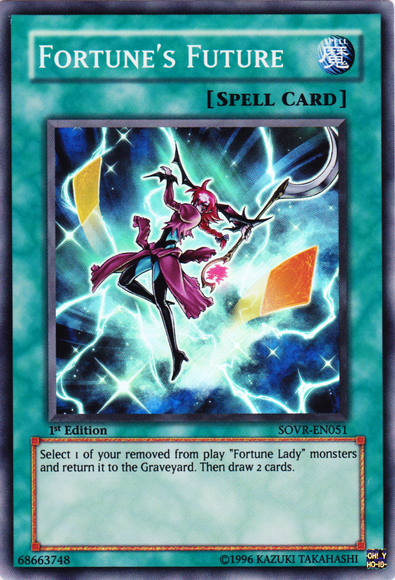 FORTUNE'S FUTURE
魔
[SPELL CARD]
1st Edition
SOVR-EN051
Select 1 of your removed from play "Fortune Lady" monsters
and return it to the Graveyard. Then draw 2 cards.
68663748
©1996 KAZUKI TAKAHASHI